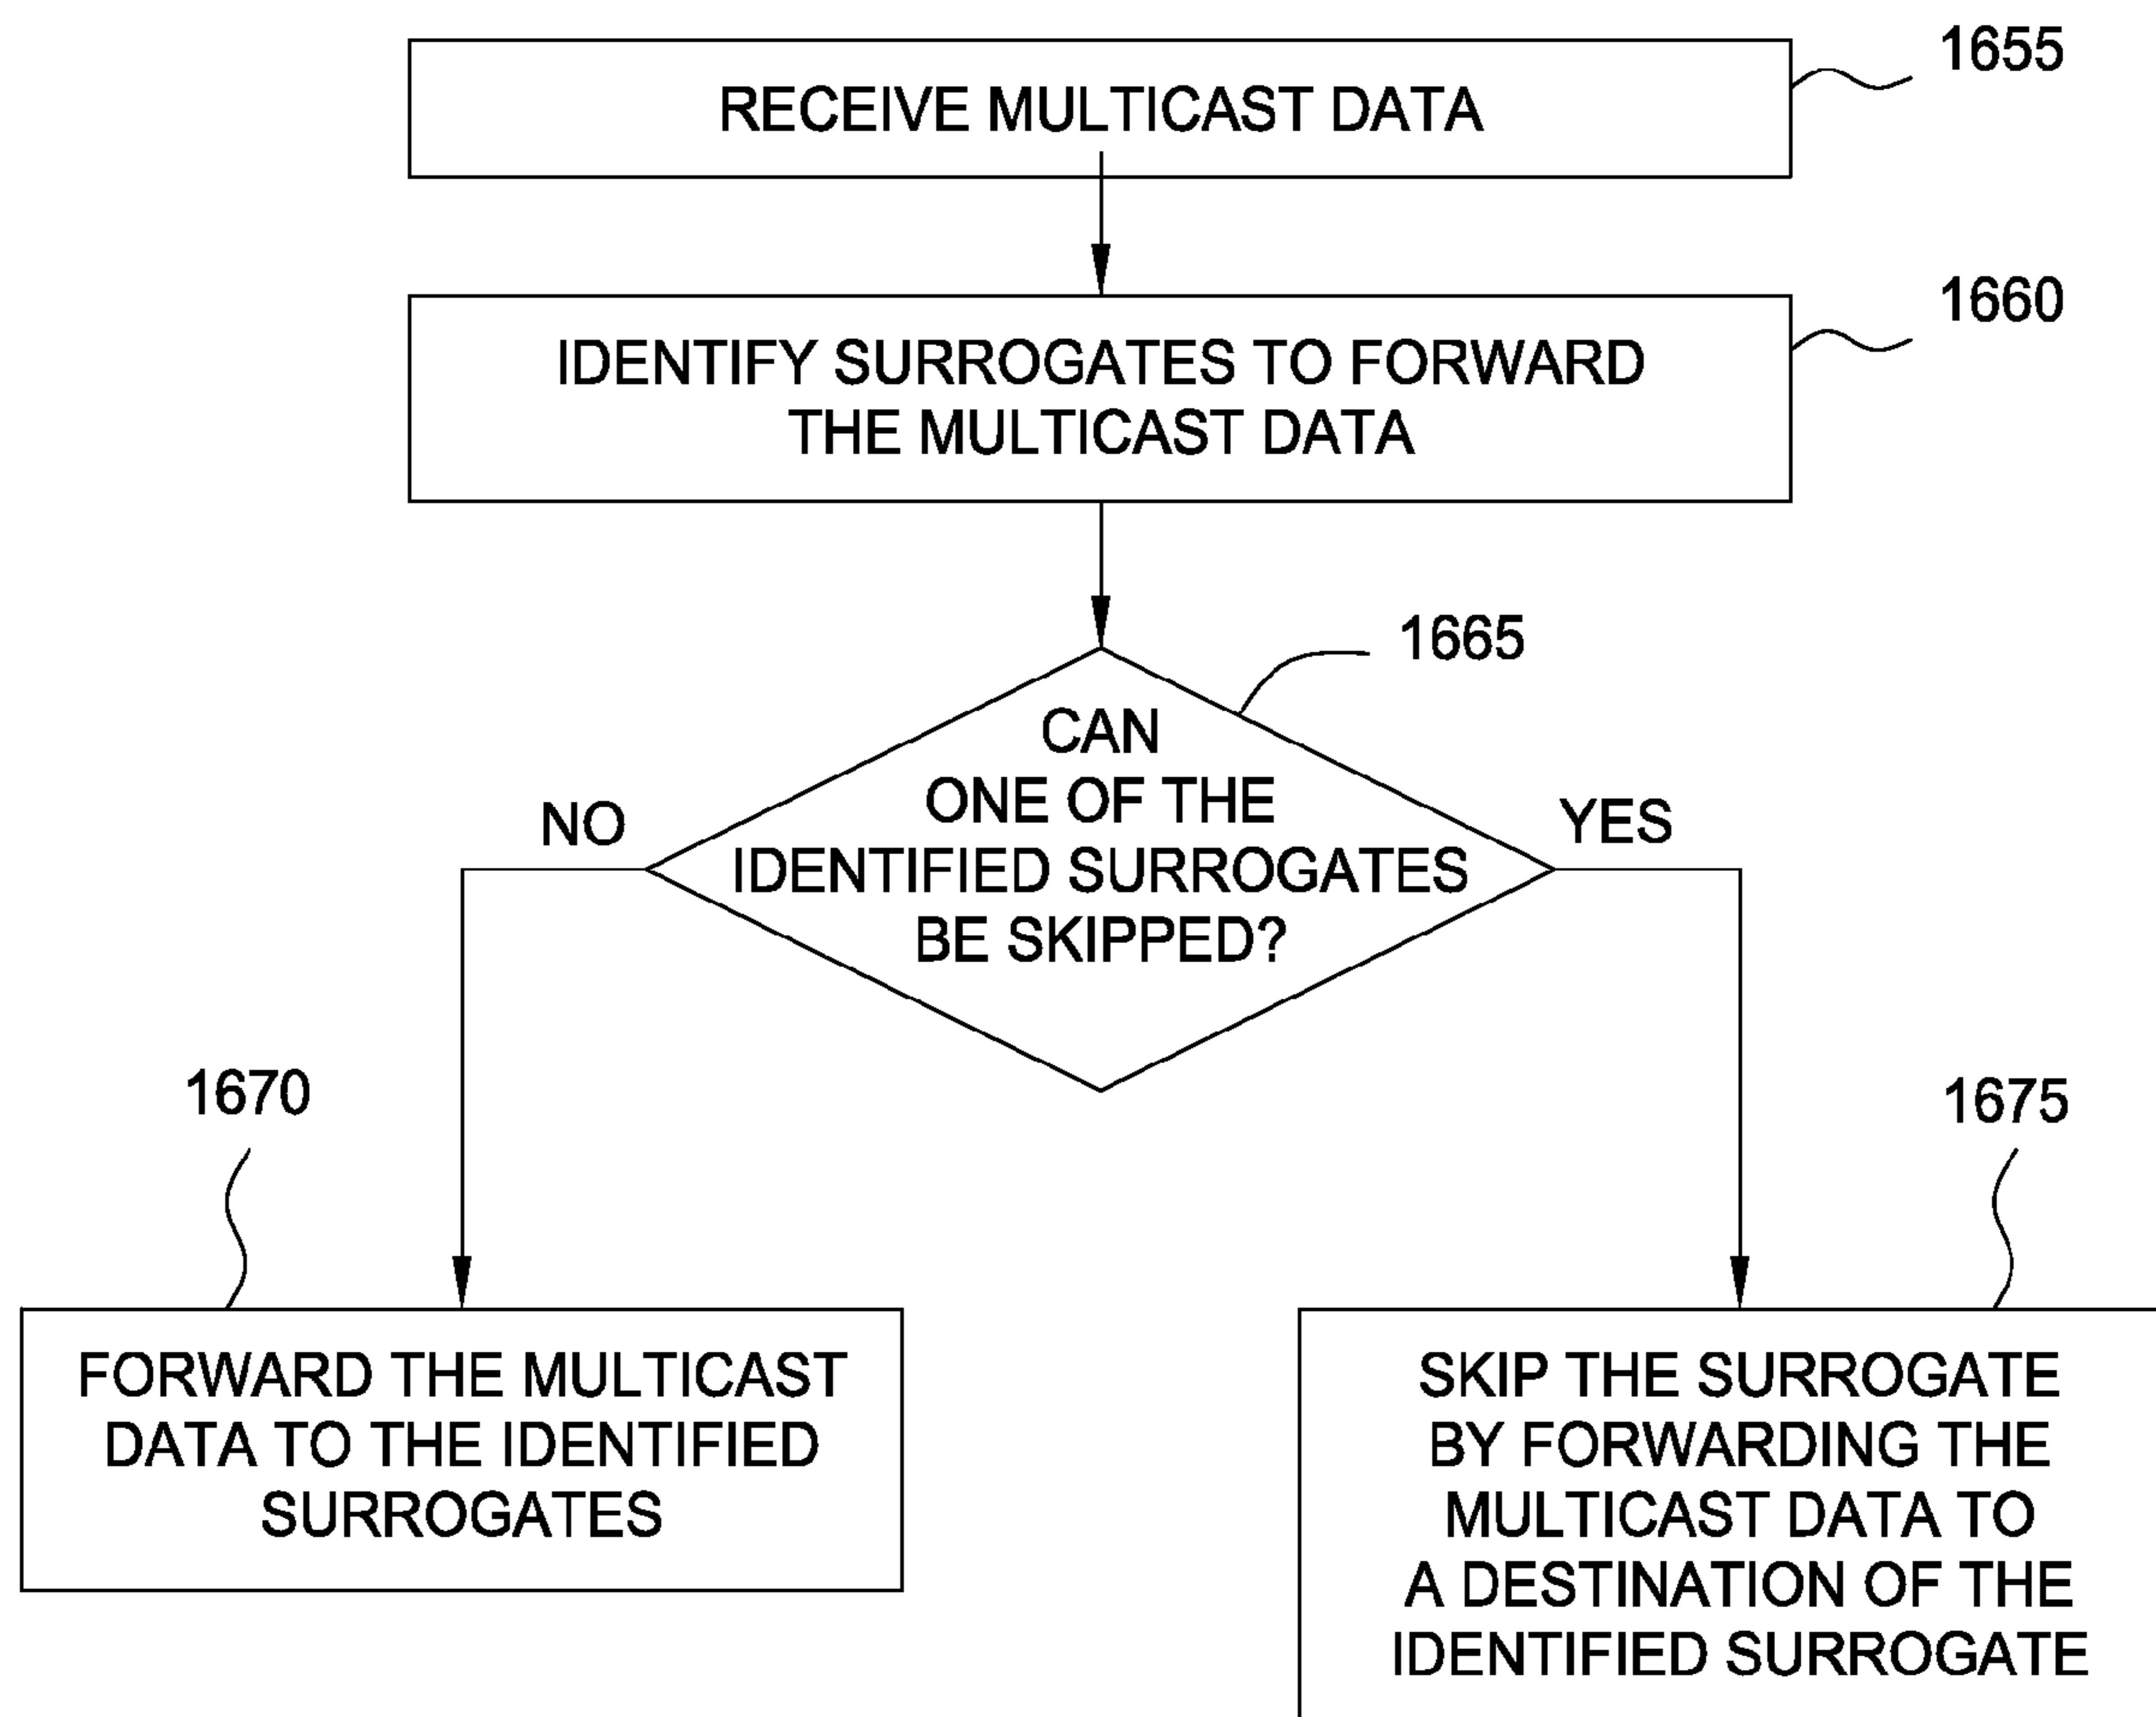 RECEIVE MULTICAST DATA
1655
IDENTIFY SURROGATES TO FORWARD
THE MULTICAST DATA
1660
1665
CAN
ONE OF THE
IDENTIFIED SURROGATES
BE SKIPPED?
NO
YES
1670
1675
FORWARD THE MULTICAST
DATA TO THE IDENTIFIED
SURROGATES
SKIP THE SURROGATE
BY FORWARDING THE
MULTICAST DATA TO
A DESTINATION OF THE
IDENTIFIED SURROGATE